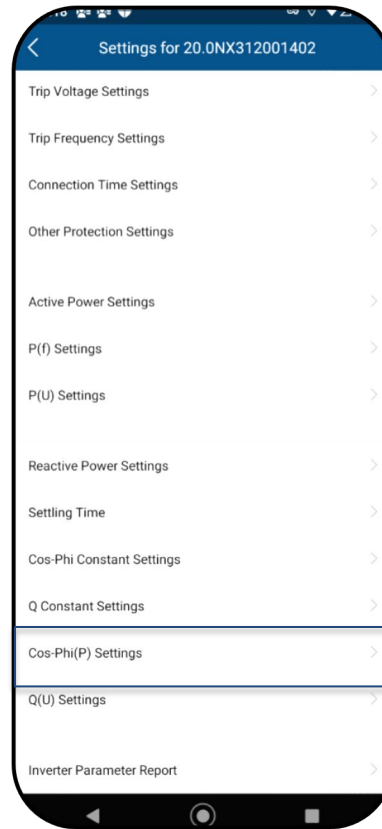 Settings for 20.0NX312001402
Trip Voltage Settings
Trip Frequency Settings
Connection Time Settings
Other Protection Settings
Active Power Settings
P(f) Settings
P(U) Settings
Reactive Power Settings
Settling Time
Cos-Phi Constant Settings
Q Constant Settings
Cos-Phi(P) Settings
Q(U) Settings
Inverter Parameter Report